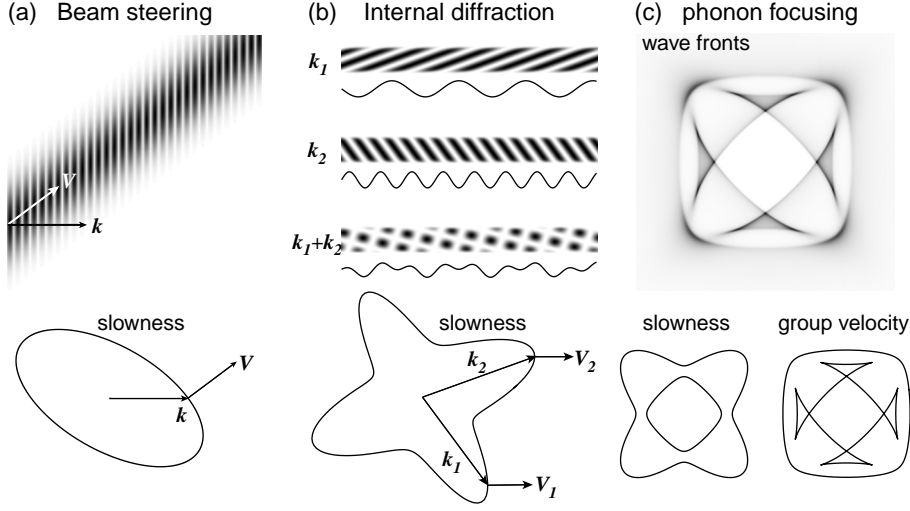 (a) Beam steering
V
k
slowness
V
k
(b) Internal diffraction
k1
k2
k1+k2
slowness
k2
V2
k1
V1
(c) phonon focusing
wave fronts
slowness
group velocity